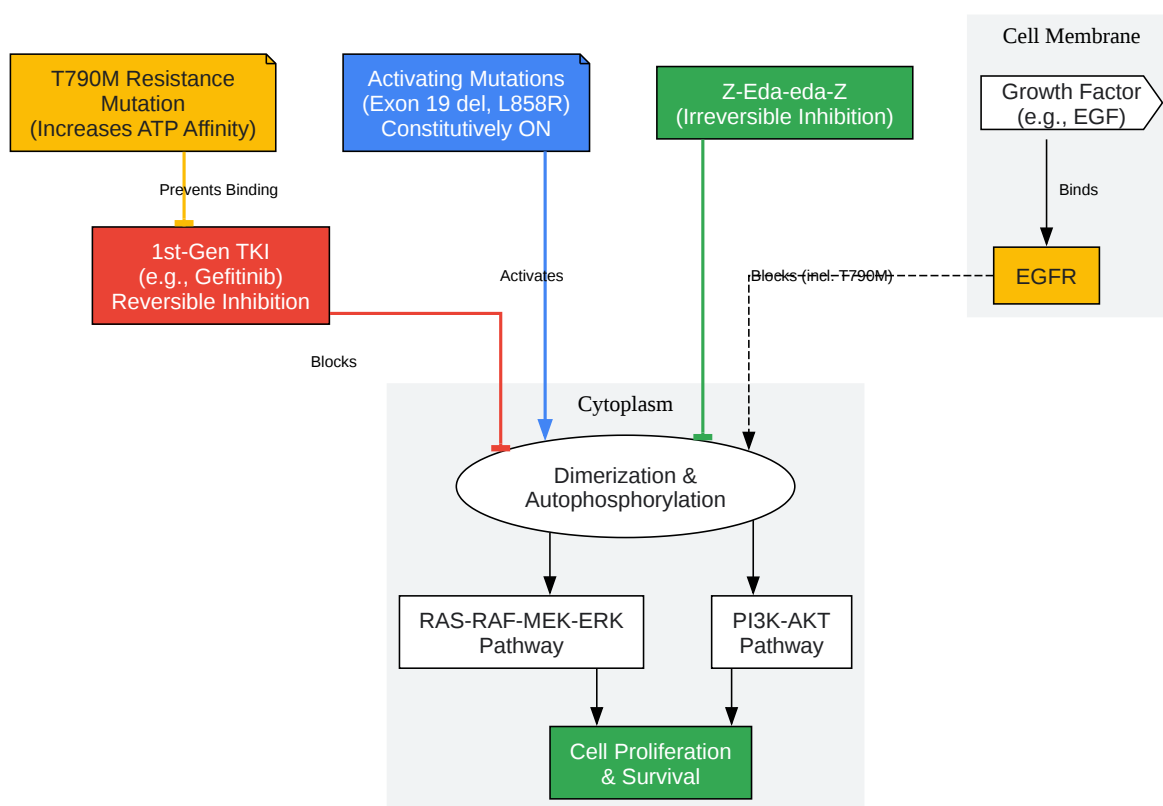 Cell Membrane
T790M Resistance
Mutation
(Increases ATP Affinity)
Activating Mutations
(Exon 19 del, L858R)
Constitutively ON
Z-Eda-eda-Z
(Irreversible Inhibition)
Growth Factor
(e.g., EGF)
Prevents Binding
Binds
1st-Gen TKI
(e.g., Gefitinib)
Reversible Inhibition
Activates
Blocks (incl. T790M)
EGFR
Blocks
Cytoplasm
Dimerization &
Autophosphorylation
RAS-RAF-MEK-ERK
Pathway
PI3K-AKT
Pathway
Cell Proliferation
& Survival